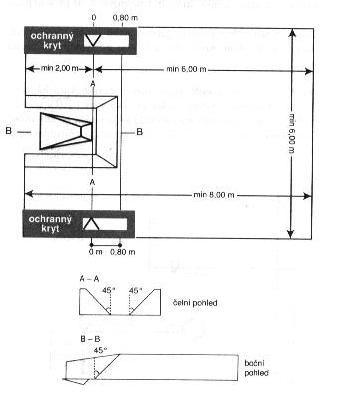 0 0,80 m
ochranný
kryt
min 2,00 m min 6,00 m
A
B B
min 6,00 m
A
min 8,00 m
ochranný
kryt
0 m 0,80 m
A – A
45° 45°
čelní pohled
B – B
45°
boční
pohled